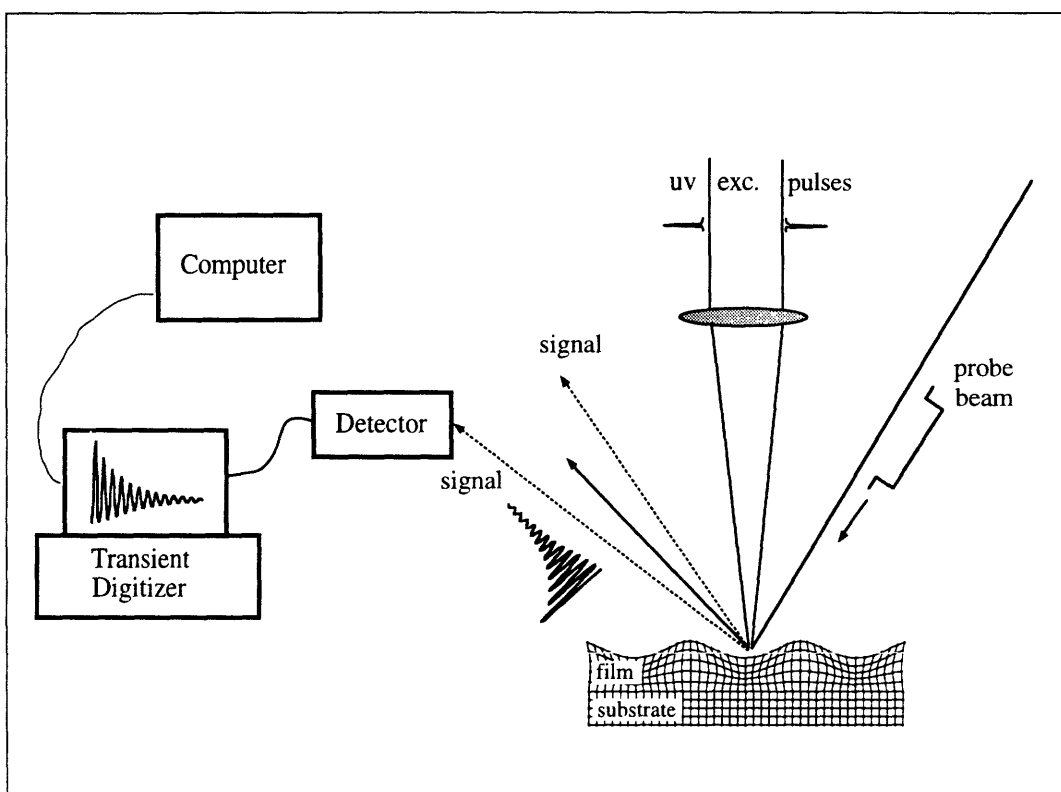 uv exc. pulses
Computer
signal
probe
beam
Detector
signal
Transient
Digitizer
film
substrate